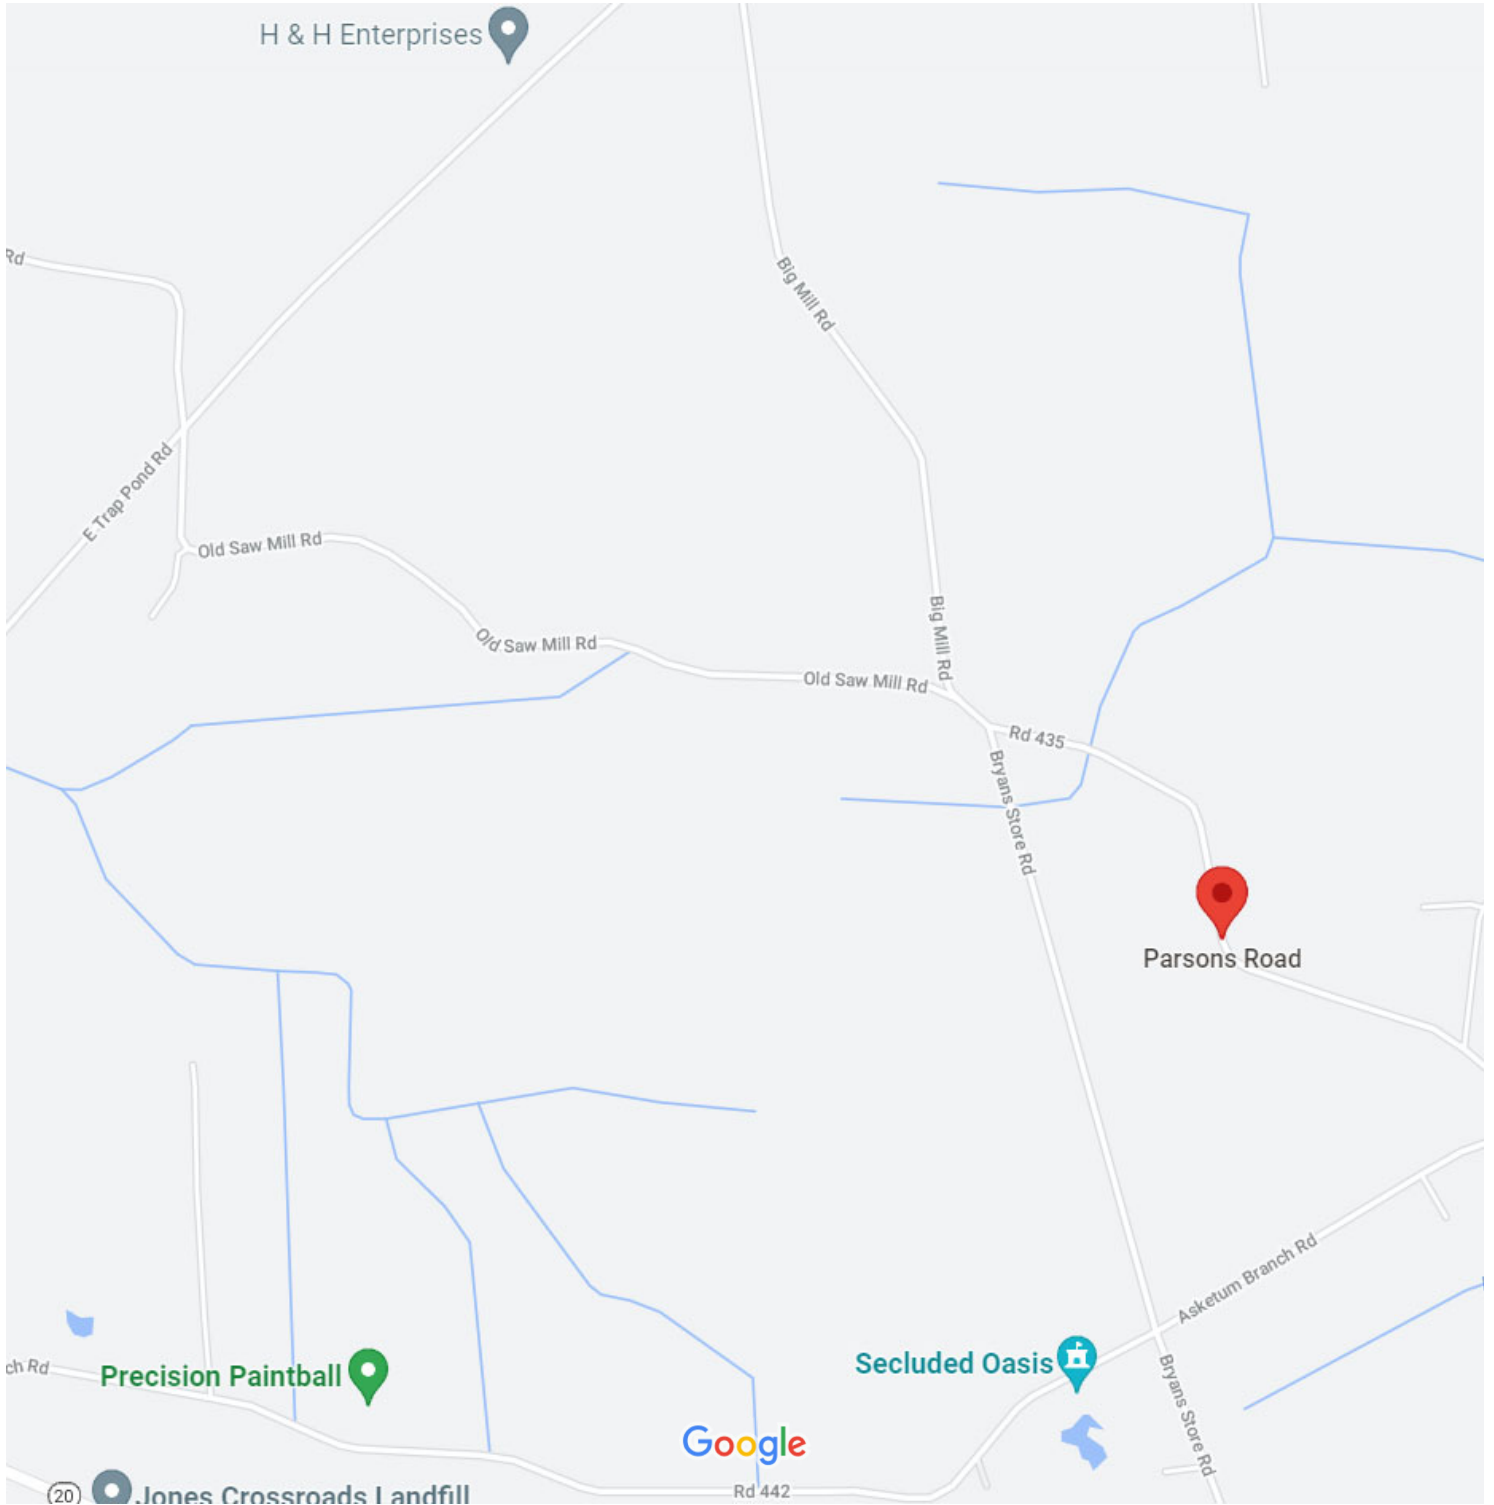 H & H Enterprises
Rd
Big Mill Rd
E Trap Pond Rd
Old Saw Mill Rd
Old Saw Mill Rd
Big Mill Rd
Old Saw Mill Rd
Rd 435
Bryans Store Rd
Parsons Road
Asketum Branch Rd
Secluded Oasis
ch Rd
Precision Paintball
Bryans Store Rd
Google
Rd 442
20
Jones Crossroads Landfill